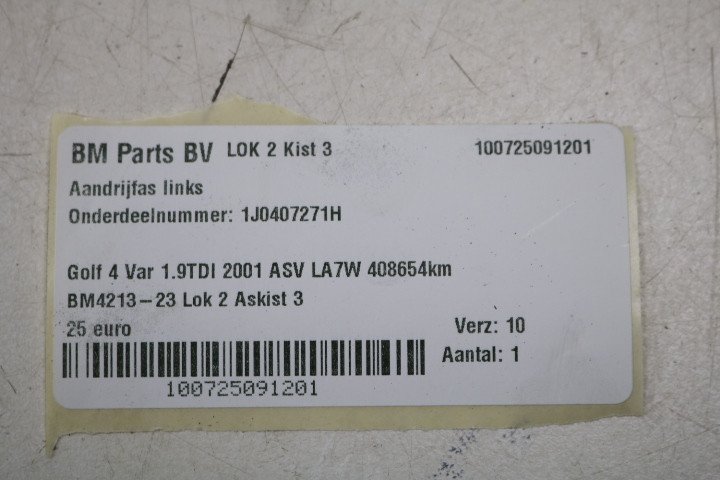 BM Parts BV LOK 2 Kist 3 100725091201
Aandrijfas links
Onderdeelnummer: 1J0407271H
Golf 4 Var 1.9TDI 2001 ASV LA7W 408654km
BM4213-23 Lok 2 Askist 3
25 euro Verz: 10
Aantal: 1
100725091201